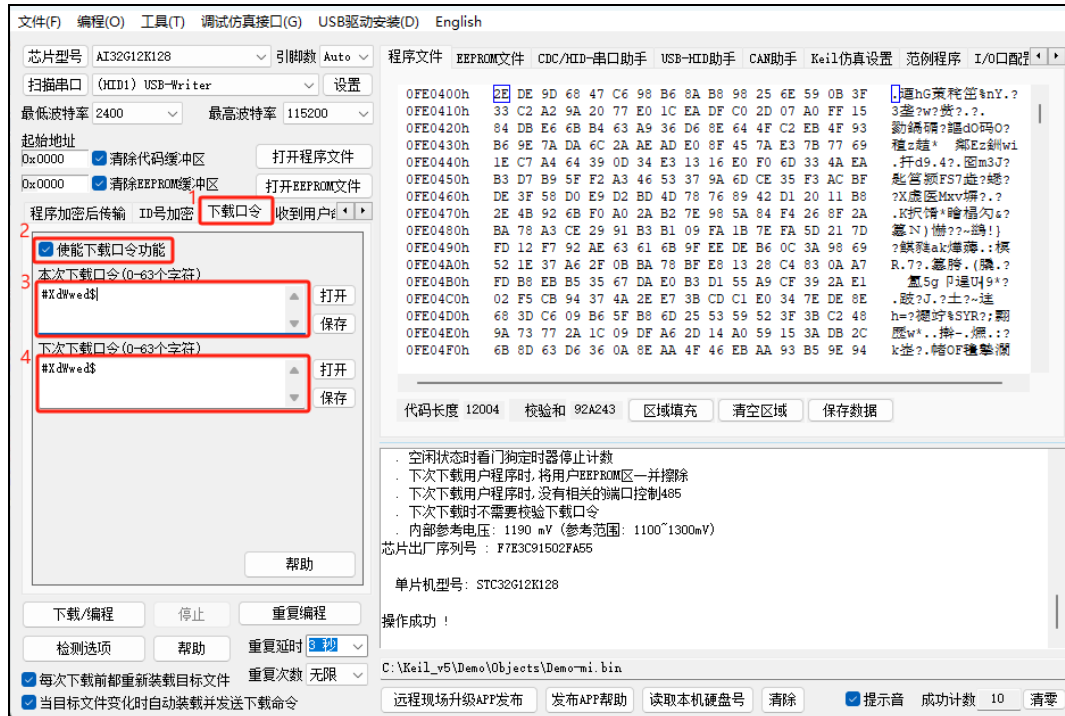 文件(F) 编程(O) 工具(T) 调试仿真接口(G) USB驱动安装(D) English
芯片型号 AI32G12K128 引脚数 Auto
扫描串口 (HID1) USB-Writer 设置
最低波特率 2400 最高波特率 115200
起始地址
0x0000 清除代码缓冲区 打开程序文件
0x0000 清除EEPROM缓冲区 打开EEPROM文件
1
程序加密后传输 ID号加密 下载口令 收到用户
2
使能下载口令功能
本次下载口令(0-63个字符)
3
#XdWwed$
打开
保存
下次下载口令(0-63个字符)
4
#XdWwed$
打开
保存
帮助
下载/编程 停止 重复编程
检测选项 帮助 重复延时 3 秒
每次下载前都重新装载目标文件 重复次数 无限
当目标文件变化时自动装载并发送下载命令
程序文件 EEPROM文件 CDC/HID-串口助手 USB-HID助手 CAN助手 Keil仿真设置 范例程序 I/O口配
0FE0400h 2E DE 9D 68 47 C6 98 B6 8A B8 98 25 6E 59 0B 3F
0FE0410h 33 C2 A2 9A 20 77 E0 1C EA DF C0 2D 07 A0 FF 15
0FE0420h 84 DB E6 6B B4 63 A9 36 D6 8E 64 4F C2 EB 4F 93
0FE0430h B6 9E 7A DA 6C 2A AE AD E0 8F 45 7A E3 7B 77 69
0FE0440h 1E C7 A4 64 39 0D 34 E3 13 16 E0 F0 6D 33 4A EA
0FE0450h B3 D7 B9 5F F2 A3 46 53 37 9A 6D CE 35 F3 AC BF
0FE0460h DE 3F 58 D0 E9 D2 BD 4D 78 76 89 42 D1 20 11 B8
0FE0470h 2E 4B 92 6B F0 A0 2A B2 7E 98 5A 84 F4 26 8F 2A
0FE0480h BA 78 A3 CE 29 91 B3 B1 09 FA 1B 7E FA 5D 21 7D
0FE0490h FD 12 F7 92 AE 63 61 6B 9F EE DE B6 0C 3A 98 69
0FE04A0h 52 1E 37 A6 2F 0B BA 78 BF E8 13 28 C4 83 0A A7
0FE04B0h FD B8 EB B5 35 67 DA E0 B3 D1 55 A9 CF 39 2A E1
0FE04C0h 02 F5 CB 94 37 4A 2E E7 3B CD C1 E0 34 7E DE 8E
0FE04D0h 68 3D C6 09 B6 5F B8 6D 25 53 59 52 3F 3B C2 48
0FE04E0h 9A 73 77 2A 1C 09 DF A6 2D 14 A0 59 15 3A DB 2C
0FE04F0h 6B 8D 63 D6 36 0A 8E AA 4F 46 EB AA 93 B5 9E 94
代码长度 12004 校验和 92A243 区域填充 清空区域 保存数据
. 空闲状态时看门狗定时器停止计数
. 下次下载用户程序时,将用户EEPROM区一并擦除
. 下次下载用户程序时,没有相关的端口控制485
. 下次下载时不需要校验下载口令
. 内部参考电压: 1190 mV (参考范围: 1100~1300mV)
芯片出厂序列号 : F7E3C91502FA55
单片机型号: STC32G12K128
操作成功 !
C:\Keil_v5\Demo\Objects\Demo-mi.bin
远程现场升级APP发布 发布APP帮助 读取本机硬盘号 清除 提示音 成功计数 10 清零